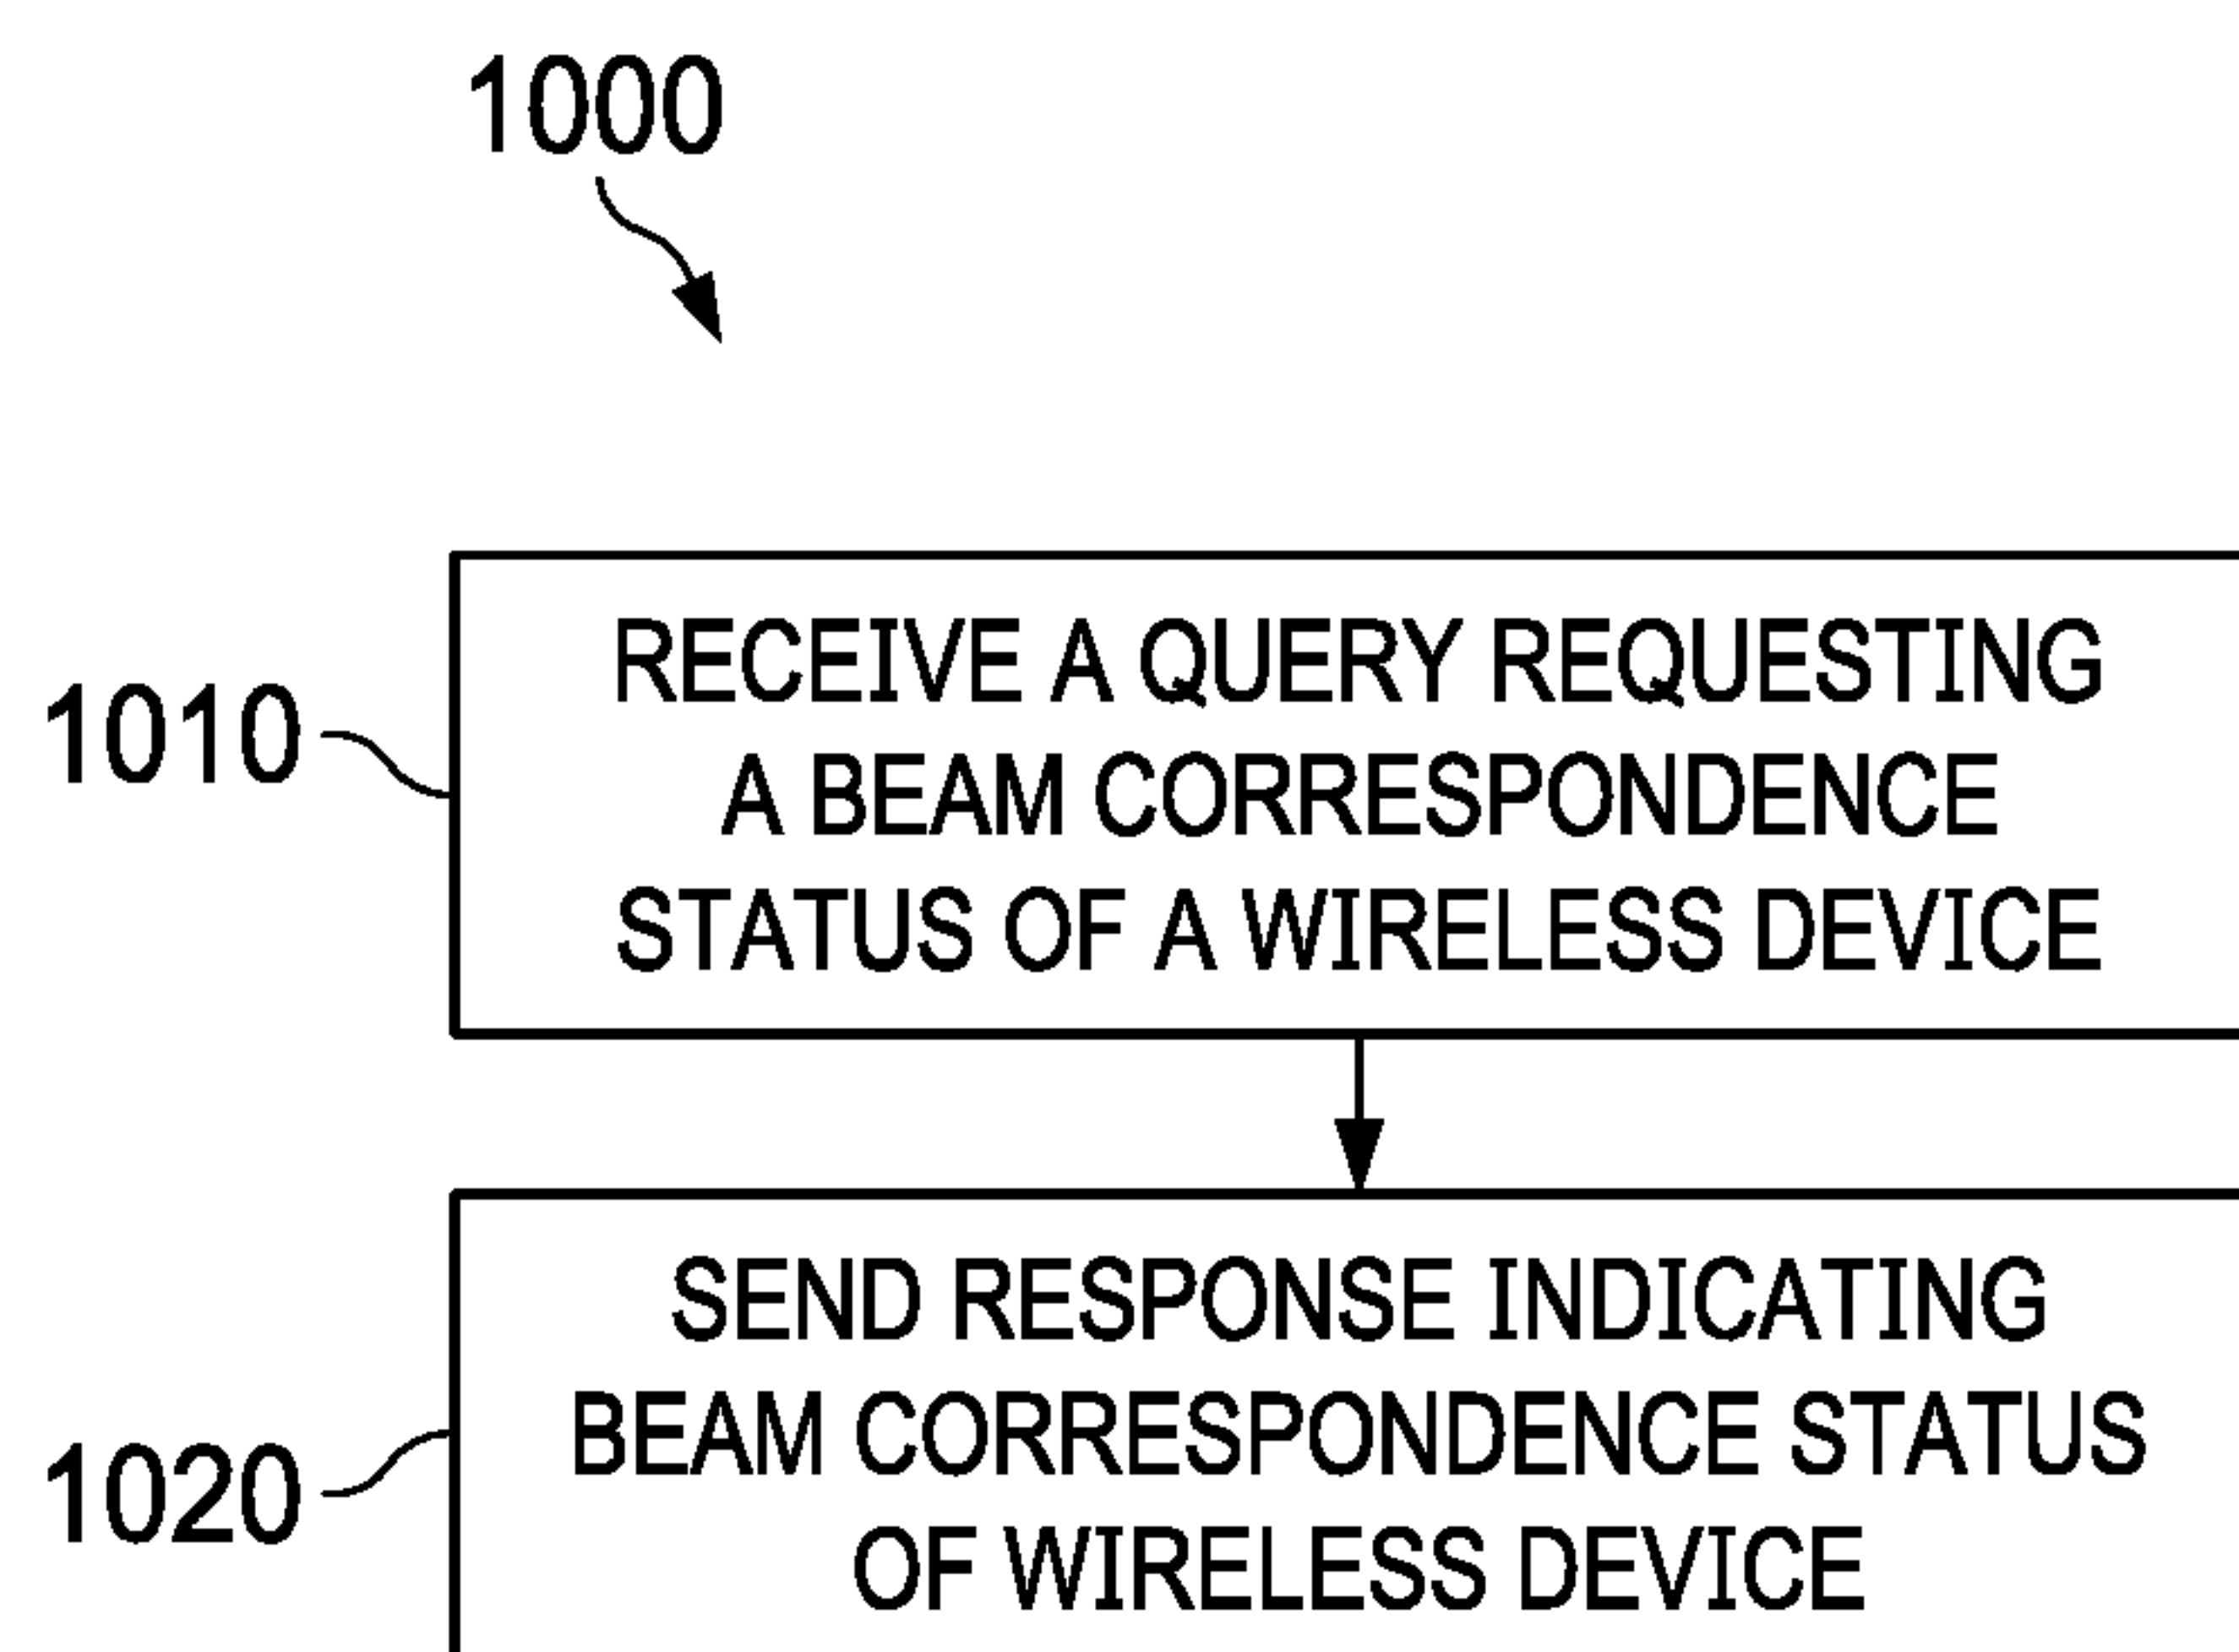 1000
1010
RECEIVE A QUERY REQUESTING
A BEAM CORRESPONDENCE
STATUS OF A WIRELESS DEVICE
1020
SEND RESPONSE INDICATING
BEAM CORRESPONDENCE STATUS
OF WIRELESS DEVICE